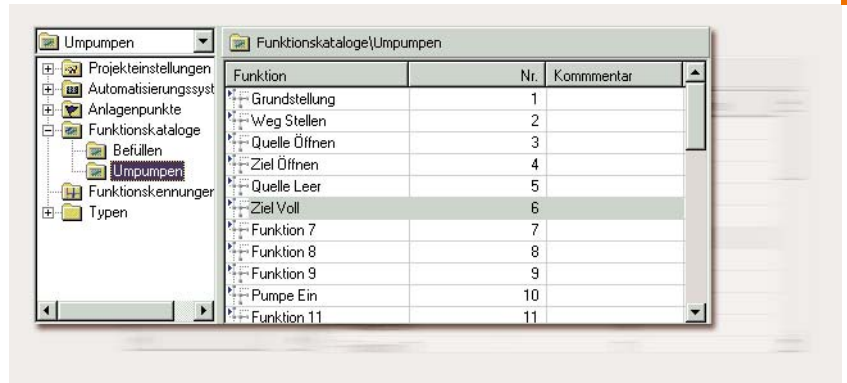 Umpumpen
Projekteinstellungen
Automatisierungssyst
Anlagenpunkte
Funktionskataloge
Befüllen
Umpumpen
Funktionskennunger
Typen
Funktionskataloge\Umpumpen
Funktion Nr. Kommmentar
Grundstellung 1
Weg Stellen 2
Quelle Öffnen 3
Ziel Öffnen 4
Quelle Leer 5
Ziel Voll 6
Funktion 7 7
Funktion 8 8
Funktion 9 9
Pumpe Ein 10
Funktion 11 11